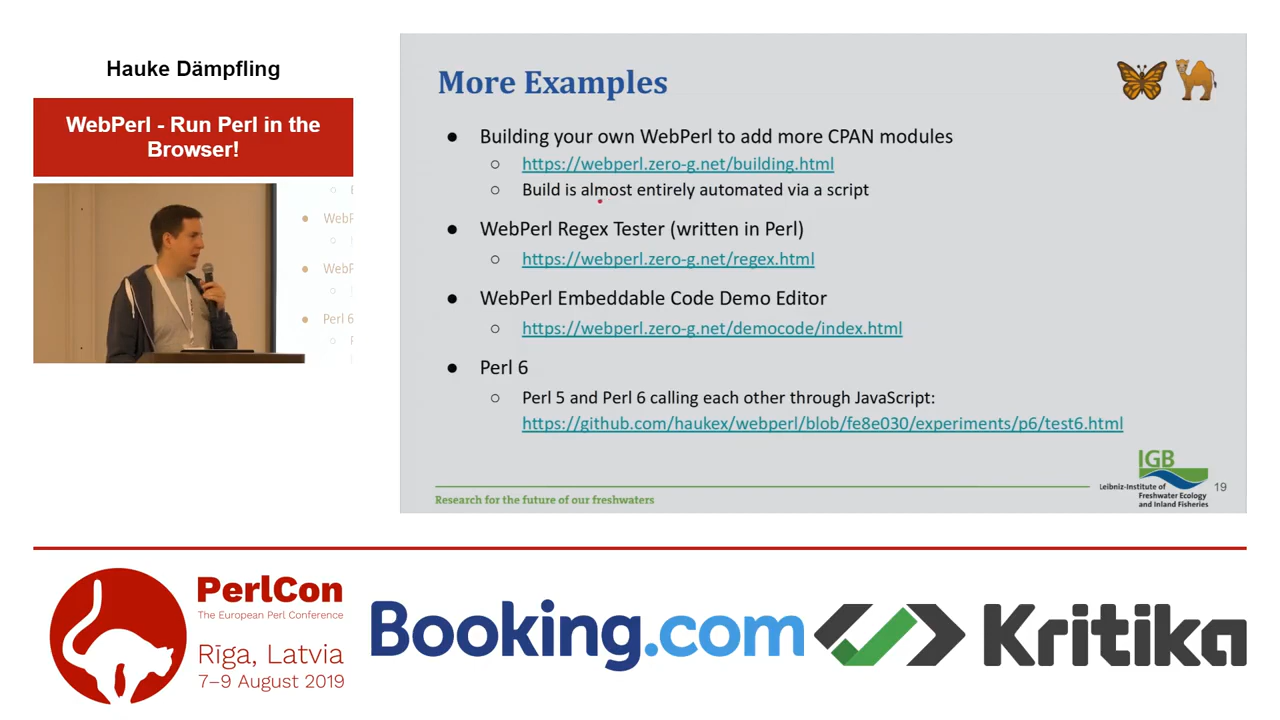 Hauke Dämpfling
WebPerl - Run Perl in the
Browser!
WebP
WebP
Perl 6
More Examples
● Building your own WebPerl to add more CPAN modules
○ https://webperl.zero-g.net/building.html
○ Build is almost entirely automated via a script
● WebPerl Regex Tester (written in Perl)
○ https://webperl.zero-g.net/regex.html
● WebPerl Embeddable Code Demo Editor
○ https://webperl.zero-g.net/democode/index.html
● Perl 6
○ Perl 5 and Perl 6 calling each other through JavaScript:
https://github.com/haukex/webperl/blob/fe8e030/experiments/p6/test6.html
IGB
Leibniz-Institute of
Freshwater Ecology
and Inland Fisheries
19
Research for the future of our freshwaters
PerlCon
The European Perl Conference
Rīga, Latvia
7–9 August 2019
Booking.com
Kritika